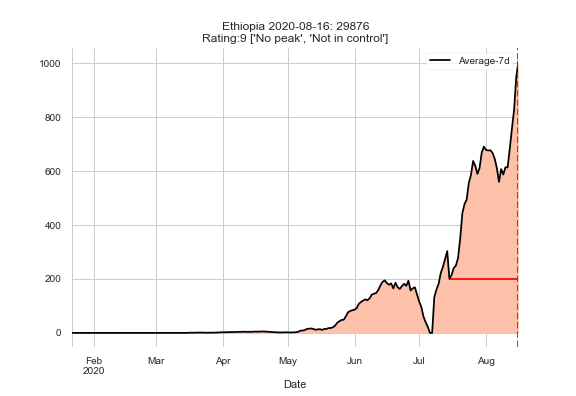 Ethiopia 2020-08-16: 29876
Rating:9 ['No peak', 'Not in control']
Average-7d
1000
800
600
400
200
0
Feb
2020
Mar
Apr
May
Jun
Jul
Aug
Date